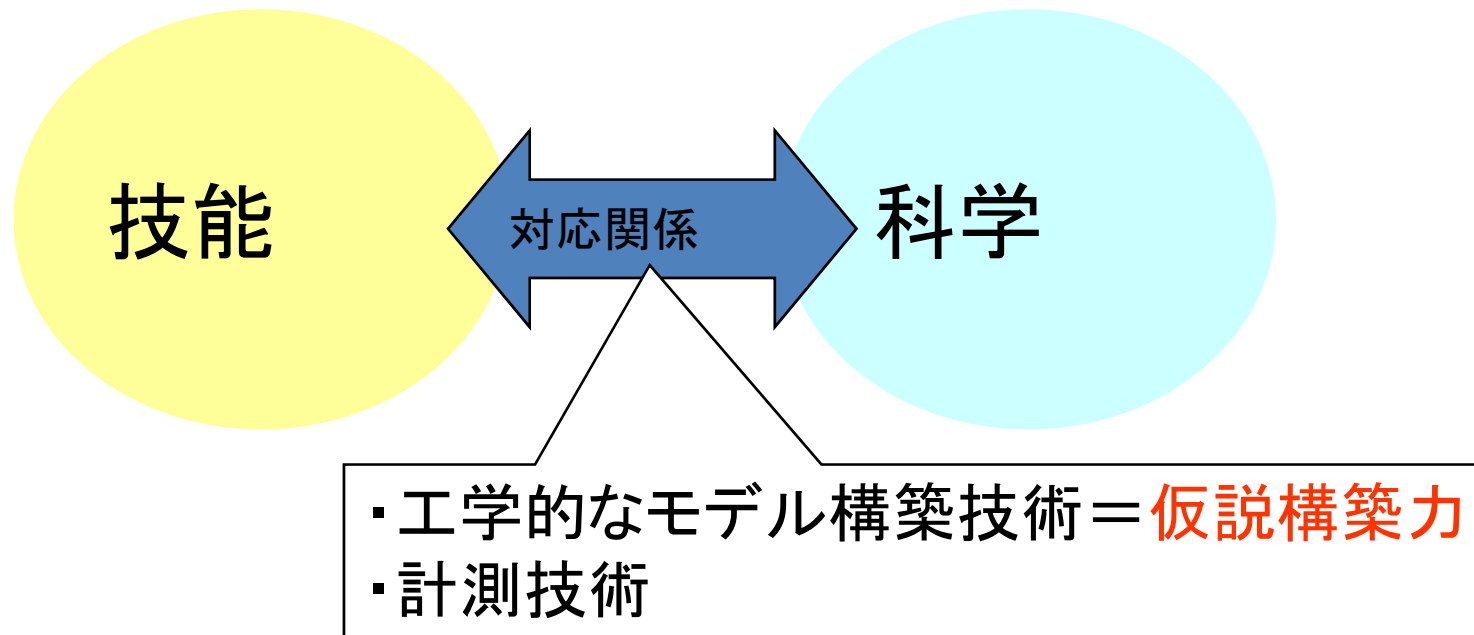 技能
対応関係
科学
・工学的なモデル構築技術＝仮説構築力
・計測技術